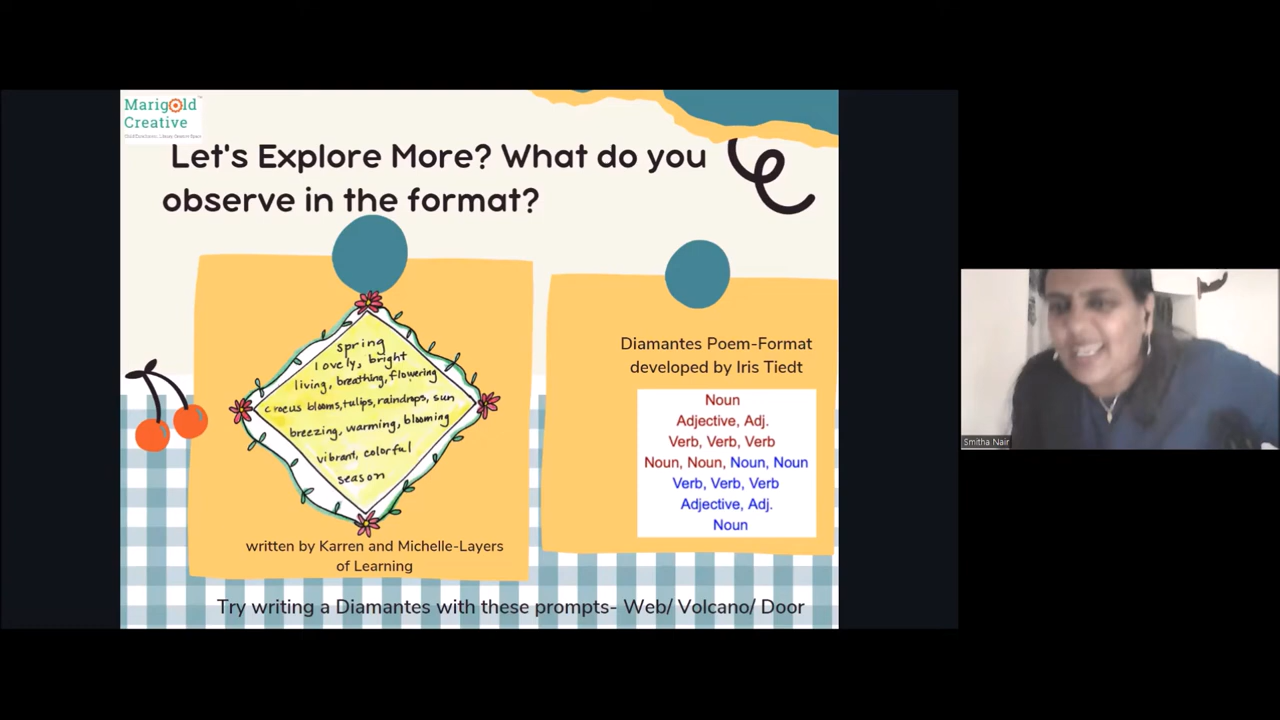 Marigold
Creative
Let's Explore More? What do you
observe in the format?
spring
lovely, bright
living, breathing, flowering
crocus blooms, tulips, raindrops, sun
breezing, warming, blooming
vibrant, colorful
season
written by Karren and Michelle-Layers
of Learning
Diamantes Poem-Format
developed by Iris Tiedt
Noun
Adjective, Adj.
Verb, Verb, Verb
Noun, Noun, Noun, Noun
Verb, Verb, Verb
Adjective, Adj.
Noun
Try writing a Diamantes with these prompts- Web/ Volcano/ Door
Smitha Nair